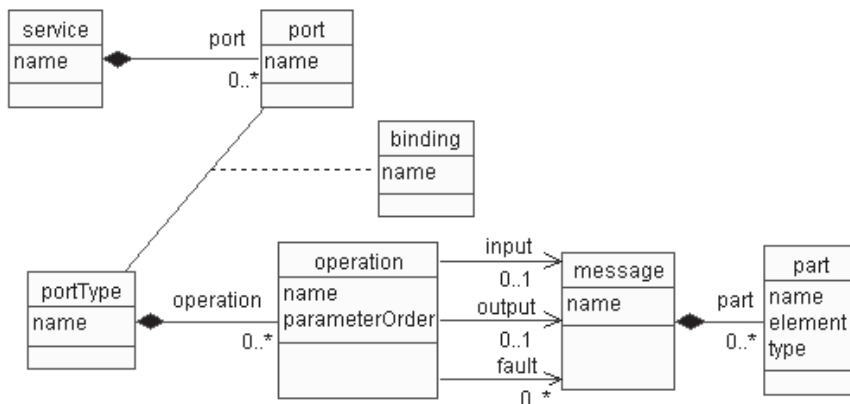 service
name
port
0..*
port
name
binding
name
portType
name
operation
0..*
operation
name
parameterOrder
input
0..1
output
0..1
fault
0..*
message
name
part
0..*
part
name
element
type